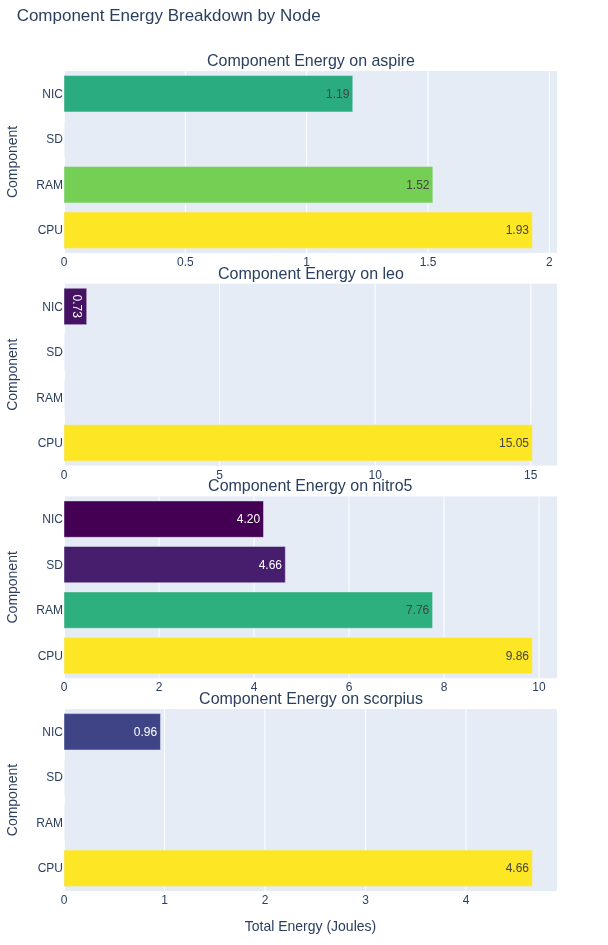 Component Energy Breakdown by Node
Component Energy on aspire
Component
NIC
1.19
SD
RAM
1.52
CPU
1.93
0 0.5 1 1.5 2
Component Energy on leo
Component
NIC
0.73
SD
RAM
CPU
15.05
0 5 10 15
Component Energy on nitro5
Component
NIC
4.20
SD
4.66
RAM
7.76
CPU
9.86
0 2 4 6 8 10
Component Energy on scorpius
Component
NIC
0.96
SD
RAM
CPU
4.66
0 1 2 3 4
Total Energy (Joules)